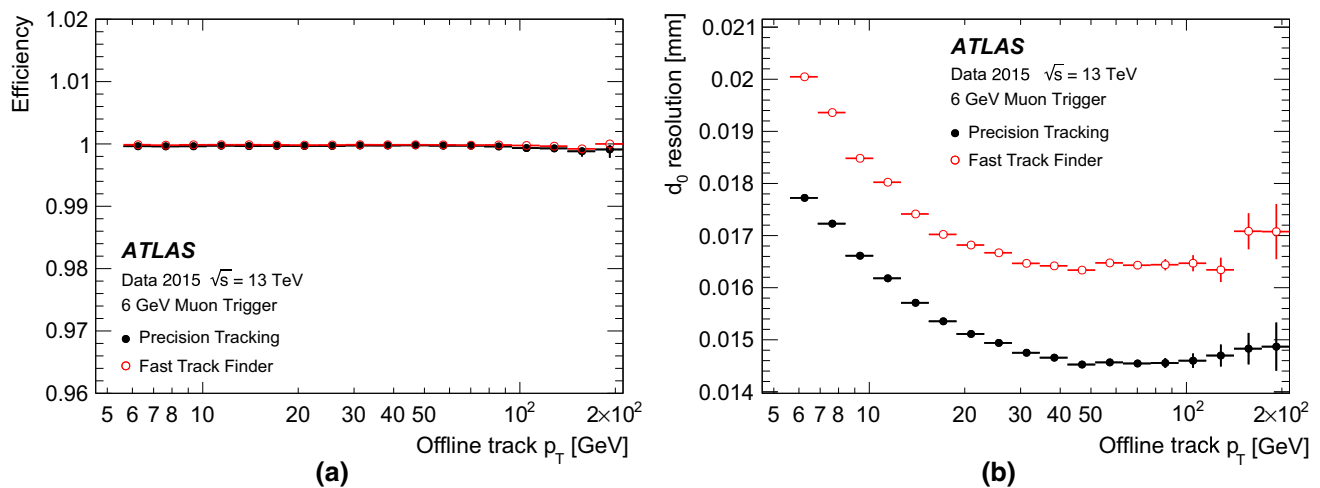 Efficiency
1.02
1.01
1
0.99
0.98
0.97
0.96
ATLAS
Data 2015 √s = 13 TeV
6 GeV Muon Trigger
Precision Tracking
Fast Track Finder
5 6 7 8 10 20 30 40 50 10² 2×10²
Offline track p_T [GeV]
(a)
d₀ resolution [mm]
0.021
0.02
0.019
0.018
0.017
0.016
0.015
0.014
ATLAS
Data 2015 √s = 13 TeV
6 GeV Muon Trigger
Precision Tracking
Fast Track Finder
5 6 7 8 10 20 30 40 50 10² 2×10²
Offline track p_T [GeV]
(b)